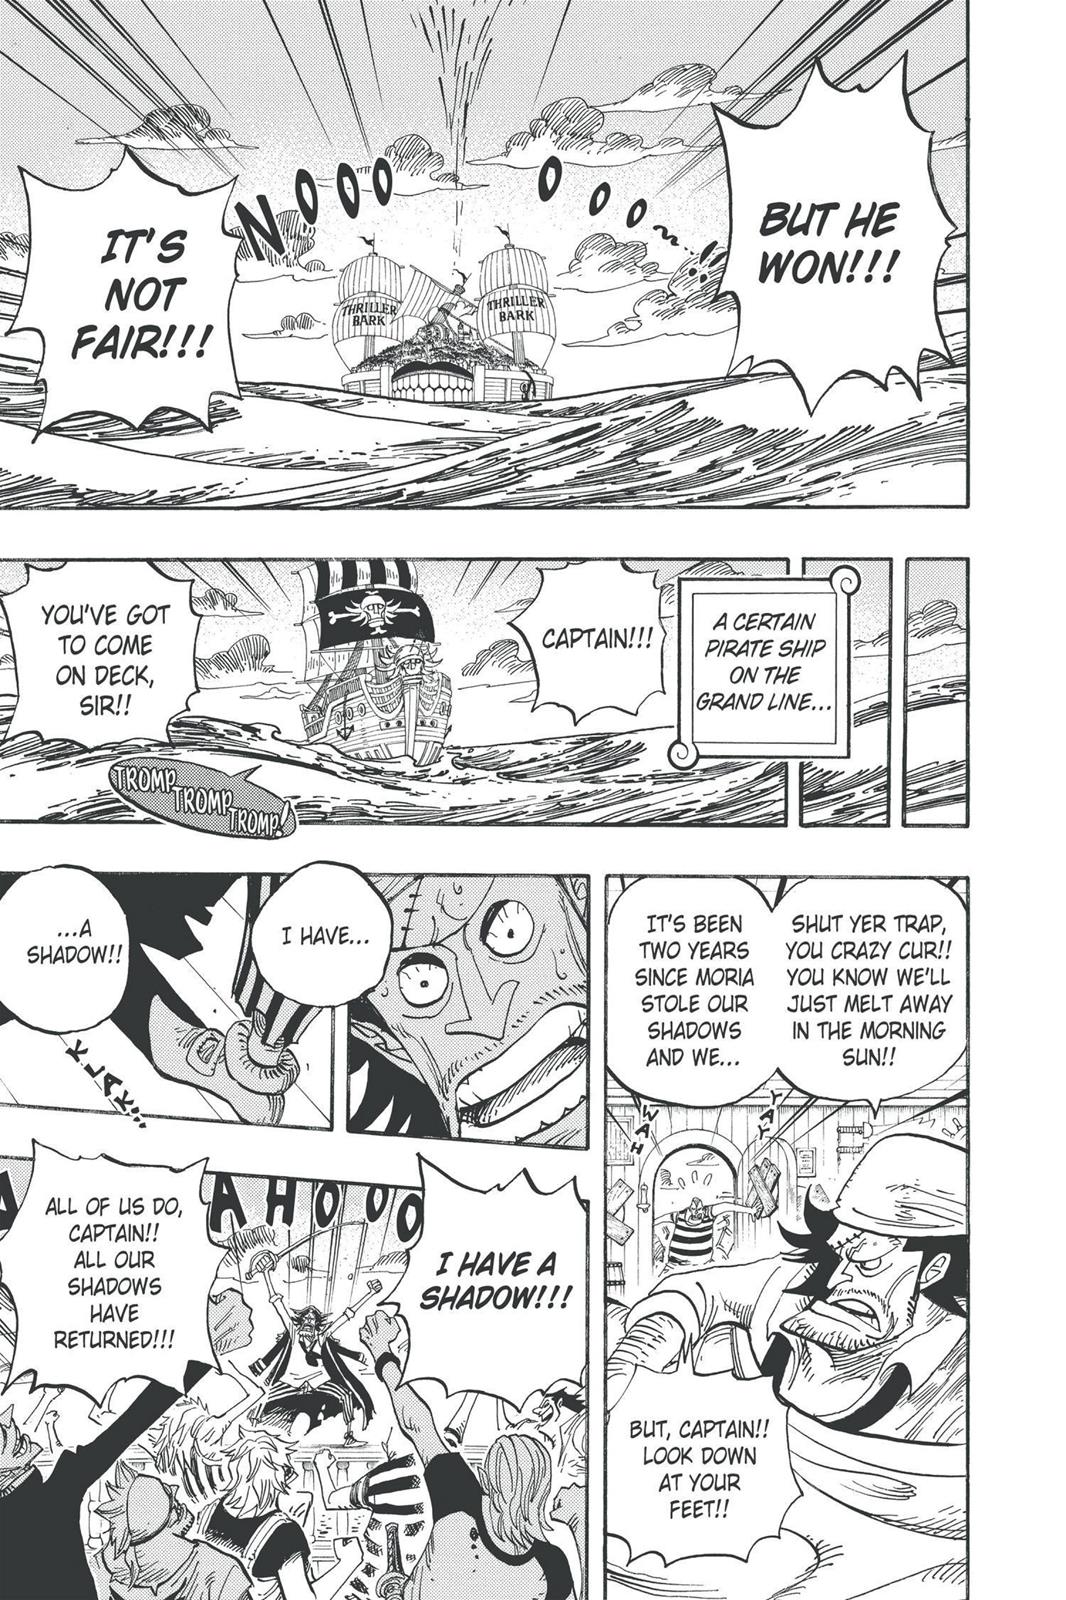 BUT HE
WON!!!
NOOO OOO~!!
THRILLER
BARK
THRILLER
BARK
IT'S
NOT
FAIR!!!
A CERTAIN
PIRATE SHIP
ON THE
GRAND LINE...
CAPTAIN!!!
YOU'VE GOT
TO COME
ON DECK,
SIR!!
TROMP
TROMP
TROMP!
SHUT YER TRAP,
YOU CRAZY CUR!!
YOU KNOW WE'LL
JUST MELT AWAY
IN THE MORNING
SUN!!
IT'S BEEN
TWO YEARS
SINCE MORIA
STOLE OUR
SHADOWS
AND WE...
YAY
WAH
BUT, CAPTAIN!!
LOOK DOWN
AT YOUR
FEET!!
I HAVE...
...A
SHADOW!!
KLAK...
I HAVE A
SHADOW!!!
AHOOO
ALL OF US DO,
CAPTAIN!!
ALL OUR
SHADOWS
HAVE
RETURNED!!!